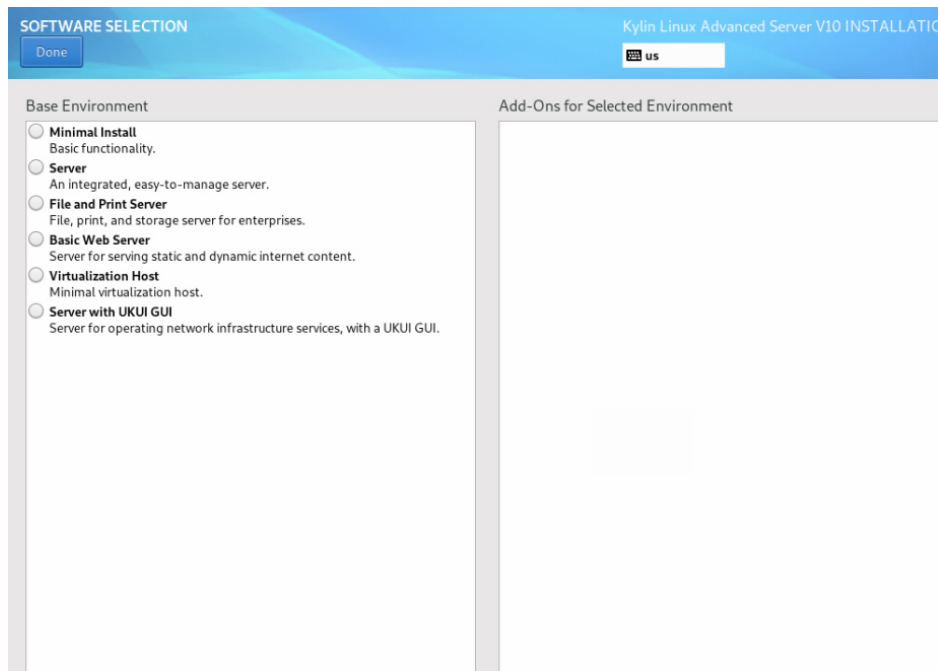 SOFTWARE SELECTION
Kylin Linux Advanced Server V10 INSTALLATIO
Done
us
Base Environment
Add-Ons for Selected Environment
Minimal Install
Basic functionality.
Server
An integrated, easy-to-manage server.
File and Print Server
File, print, and storage server for enterprises.
Basic Web Server
Server for serving static and dynamic internet content.
Virtualization Host
Minimal virtualization host.
Server with UKUI GUI
Server for operating network infrastructure services, with a UKUI GUI.